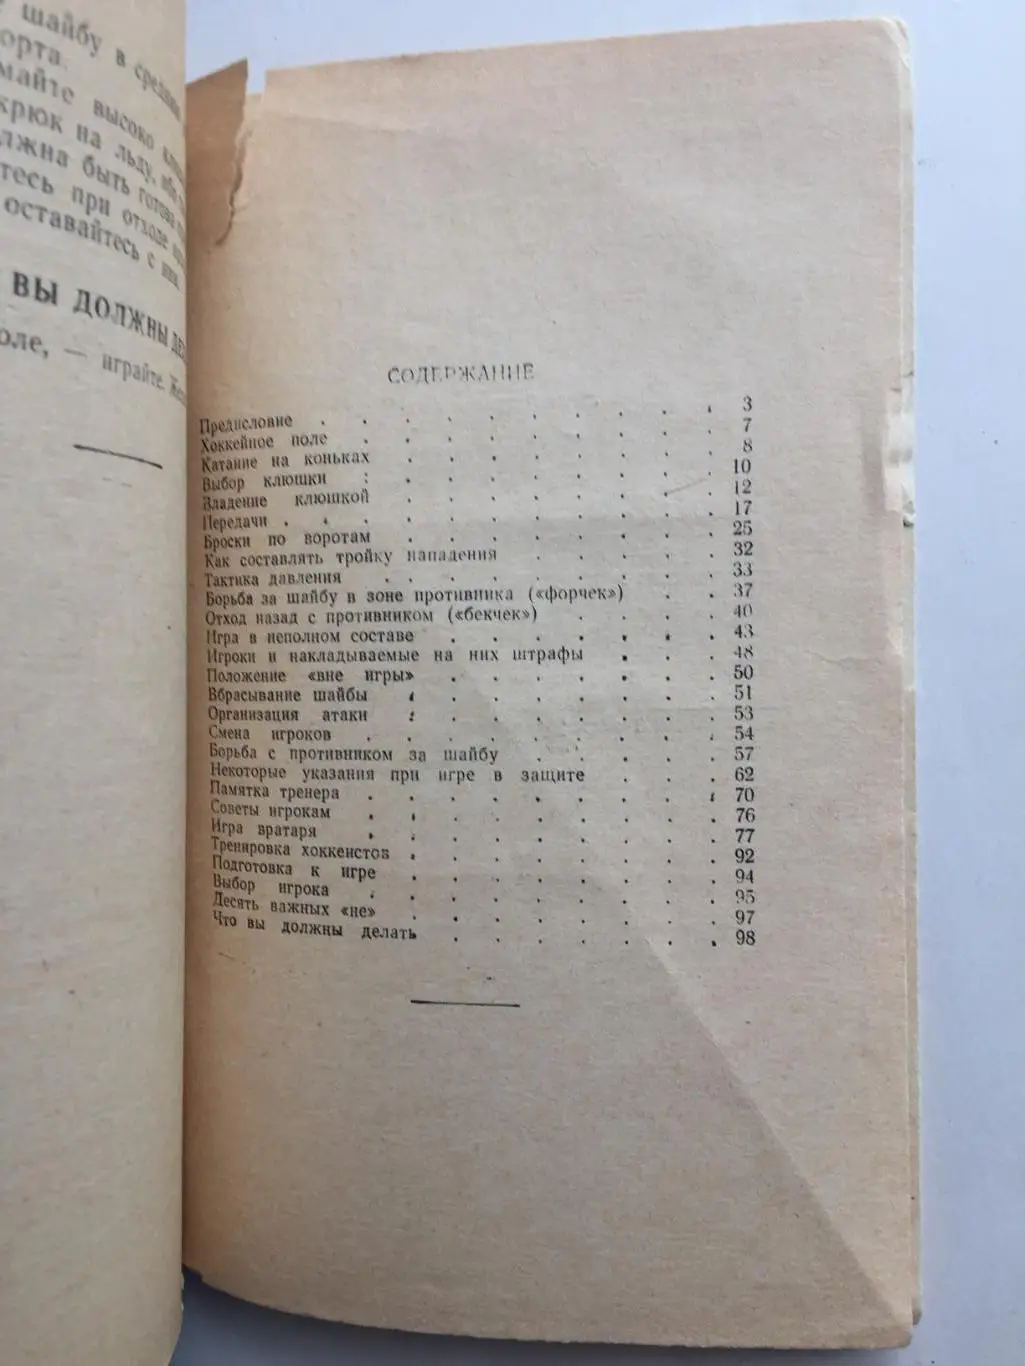 шайбу в средней
орта.
майте высоко
крюк на льду, ибо
лжна быть готова
тесь при отходе
оставайтесь с ним.
ВЫ ДОЛЖНЫ
оле, — играйте.
СОДЕРЖАНИЕ
Предисловие . . . . . . . . . . 3
Хоккейное поле . . . . . . . . . 7
Катание на коньках . . . . . . . . 8
Выбор клюшки . . . . . . . . . 10
Владение клюшкой . . . . . . . . 12
Передачи . . . . . . . . . . . 17
Броски по воротам . . . . . . . . 25
Как составлять тройку нападения . . . . . 32
Тактика давления . . . . . . . . . 33
Борьба за шайбу в зоне противника («форчек») . . 37
Отход назад с противником («бекчек») . . . . 40
Игра в неполном составе . . . . . . . 43
Игроки и накладываемые на них штрафы . . . 48
Положение «вне игры» . . . . . . . 50
Вбрасывание шайбы . . . . . . . . 51
Организация атаки . . . . . . . . 53
Смена игроков . . . . . . . . . 54
Борьба с противником за шайбу . . . . . 57
Некоторые указания при игре в защите . . . 62
Памятка тренера . . . . . . . . . 70
Советы игрокам . . . . . . . . . 76
Игра вратаря . . . . . . . . . 77
Тренировка хоккеистов . . . . . . . . 92
Подготовка к игре . . . . . . . . 94
Выбор игрока . . . . . . . . . 95
Десять важных «не» . . . . . . . . 97
Что вы должны делать . . . . . . . 98